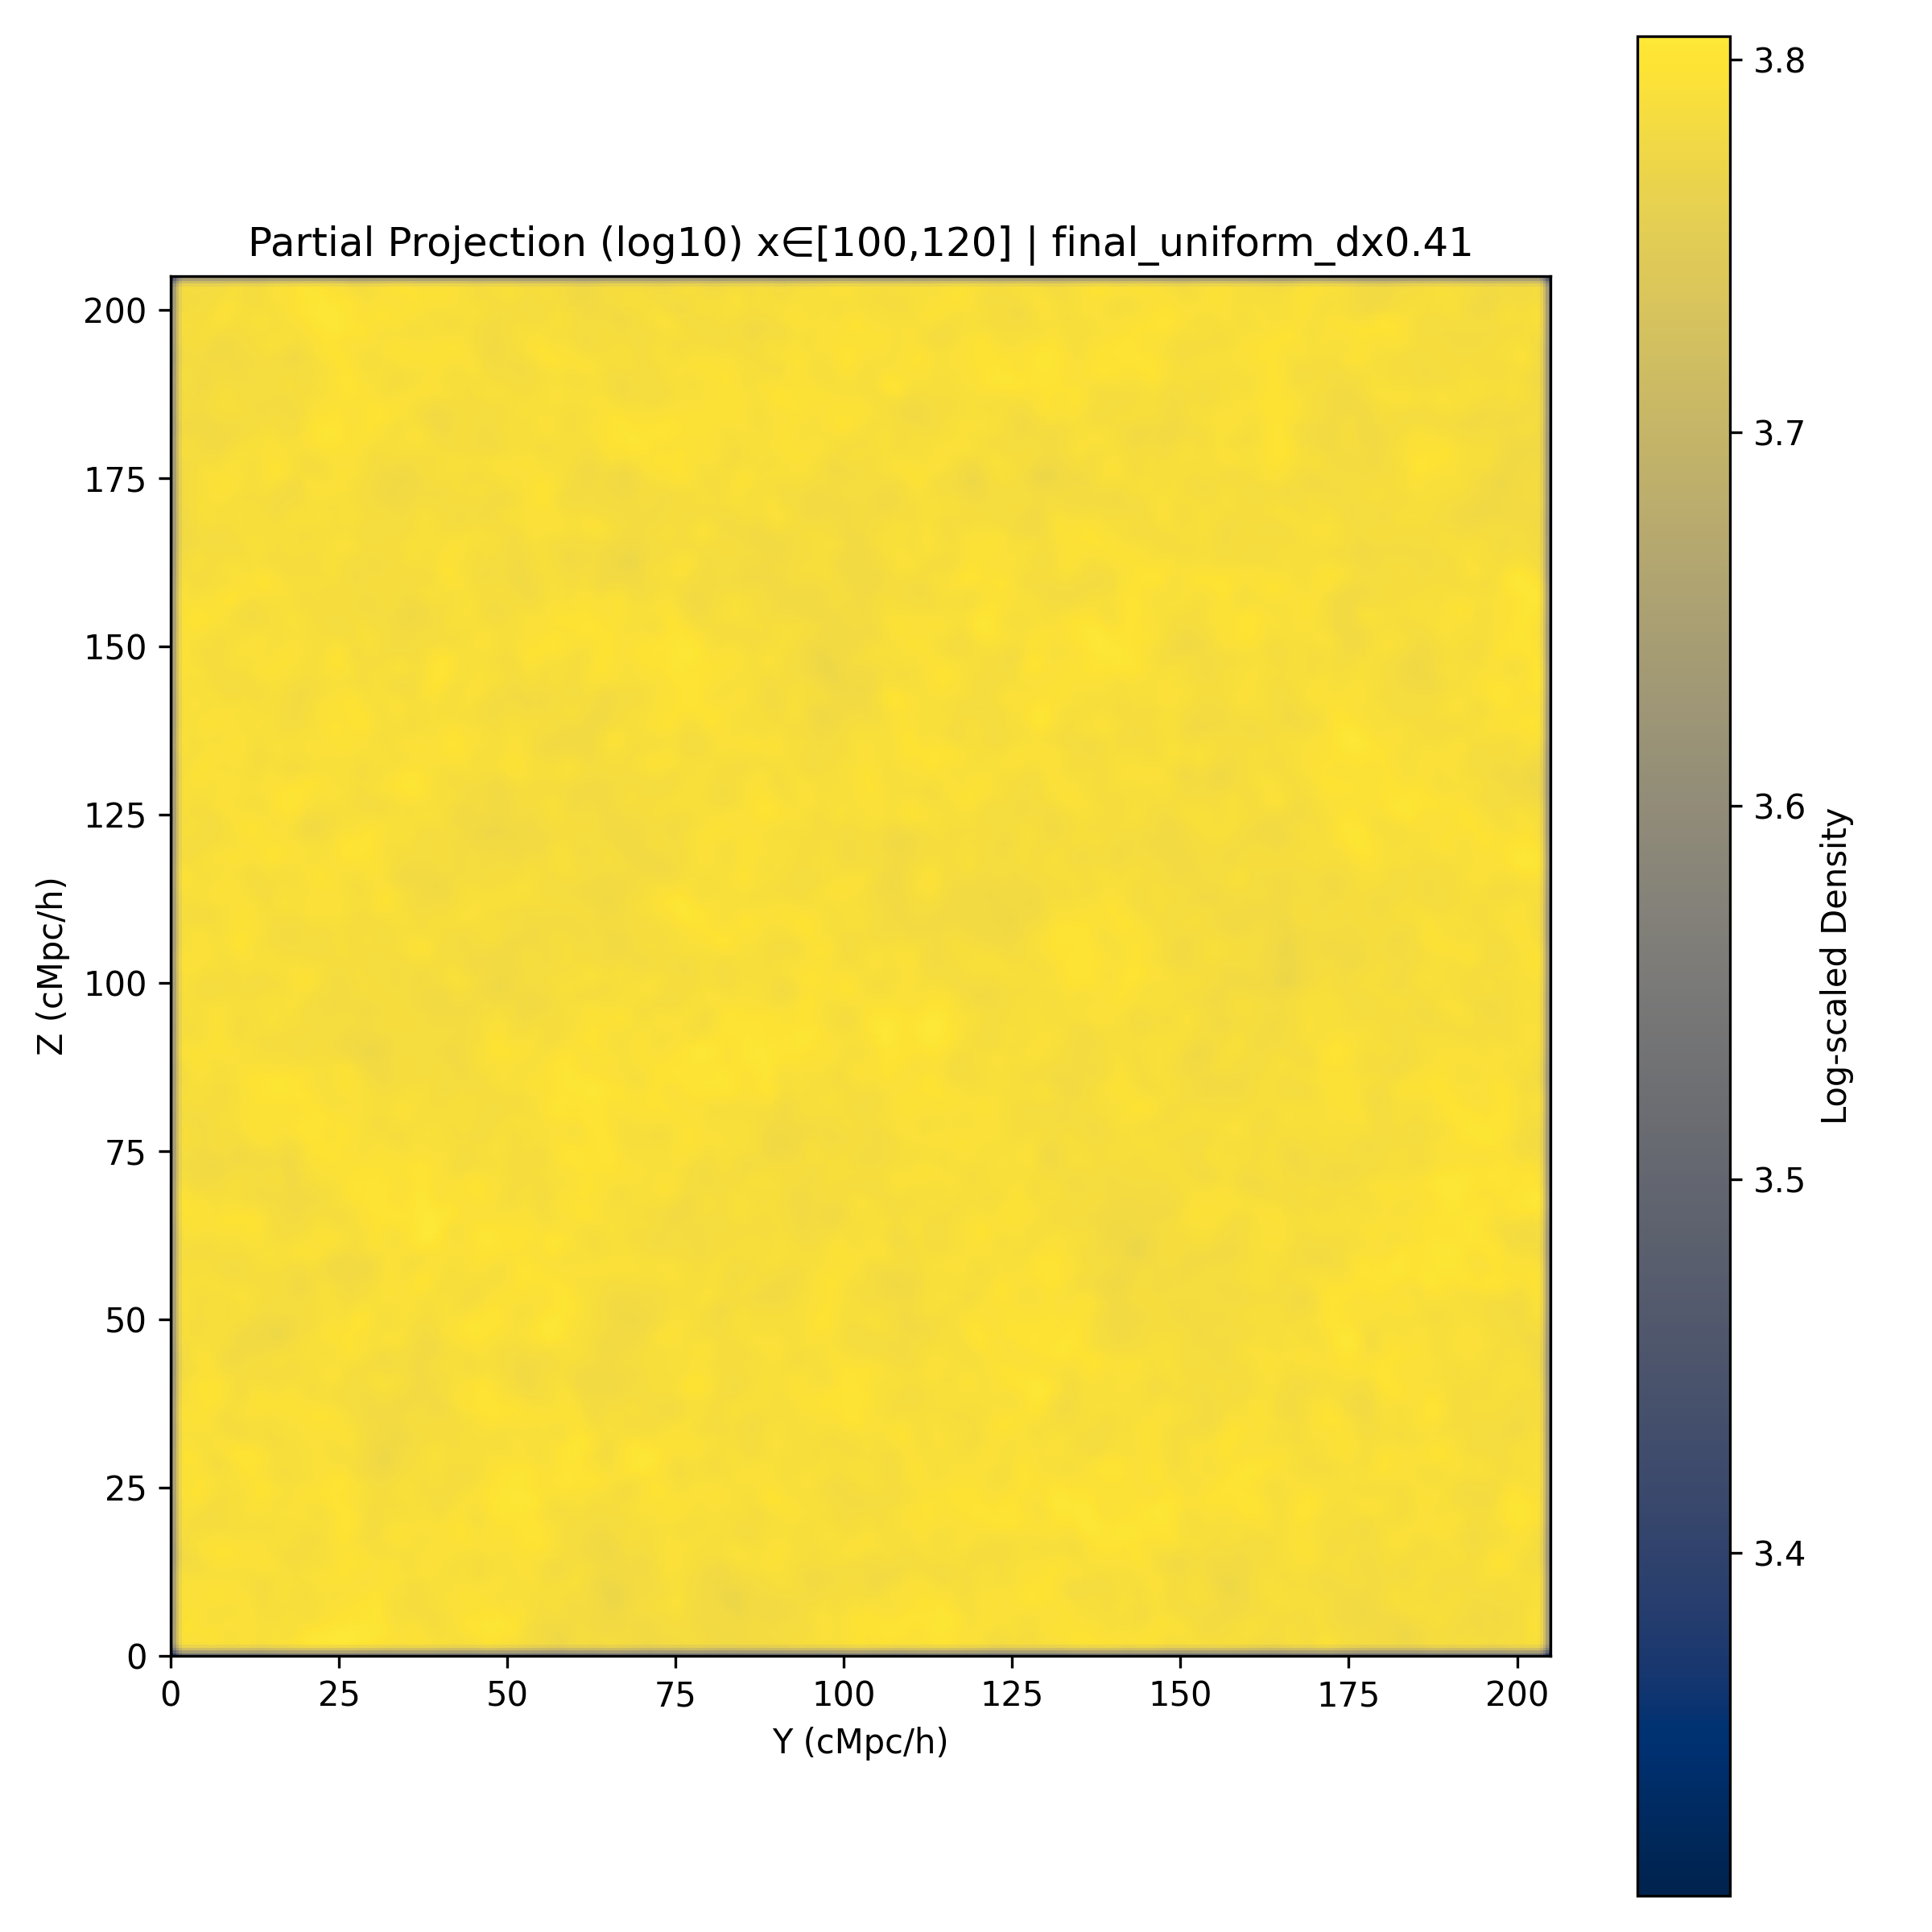 Partial Projection (log10) x∈[100,120] | final_uniform_dx0.41
200
175
150
125
100
75
50
25
0
Z (cMpc/h)
0 25 50 75 100 125 150 175 200
Y (cMpc/h)
3.8
3.7
3.6
3.5
3.4
Log-scaled Density